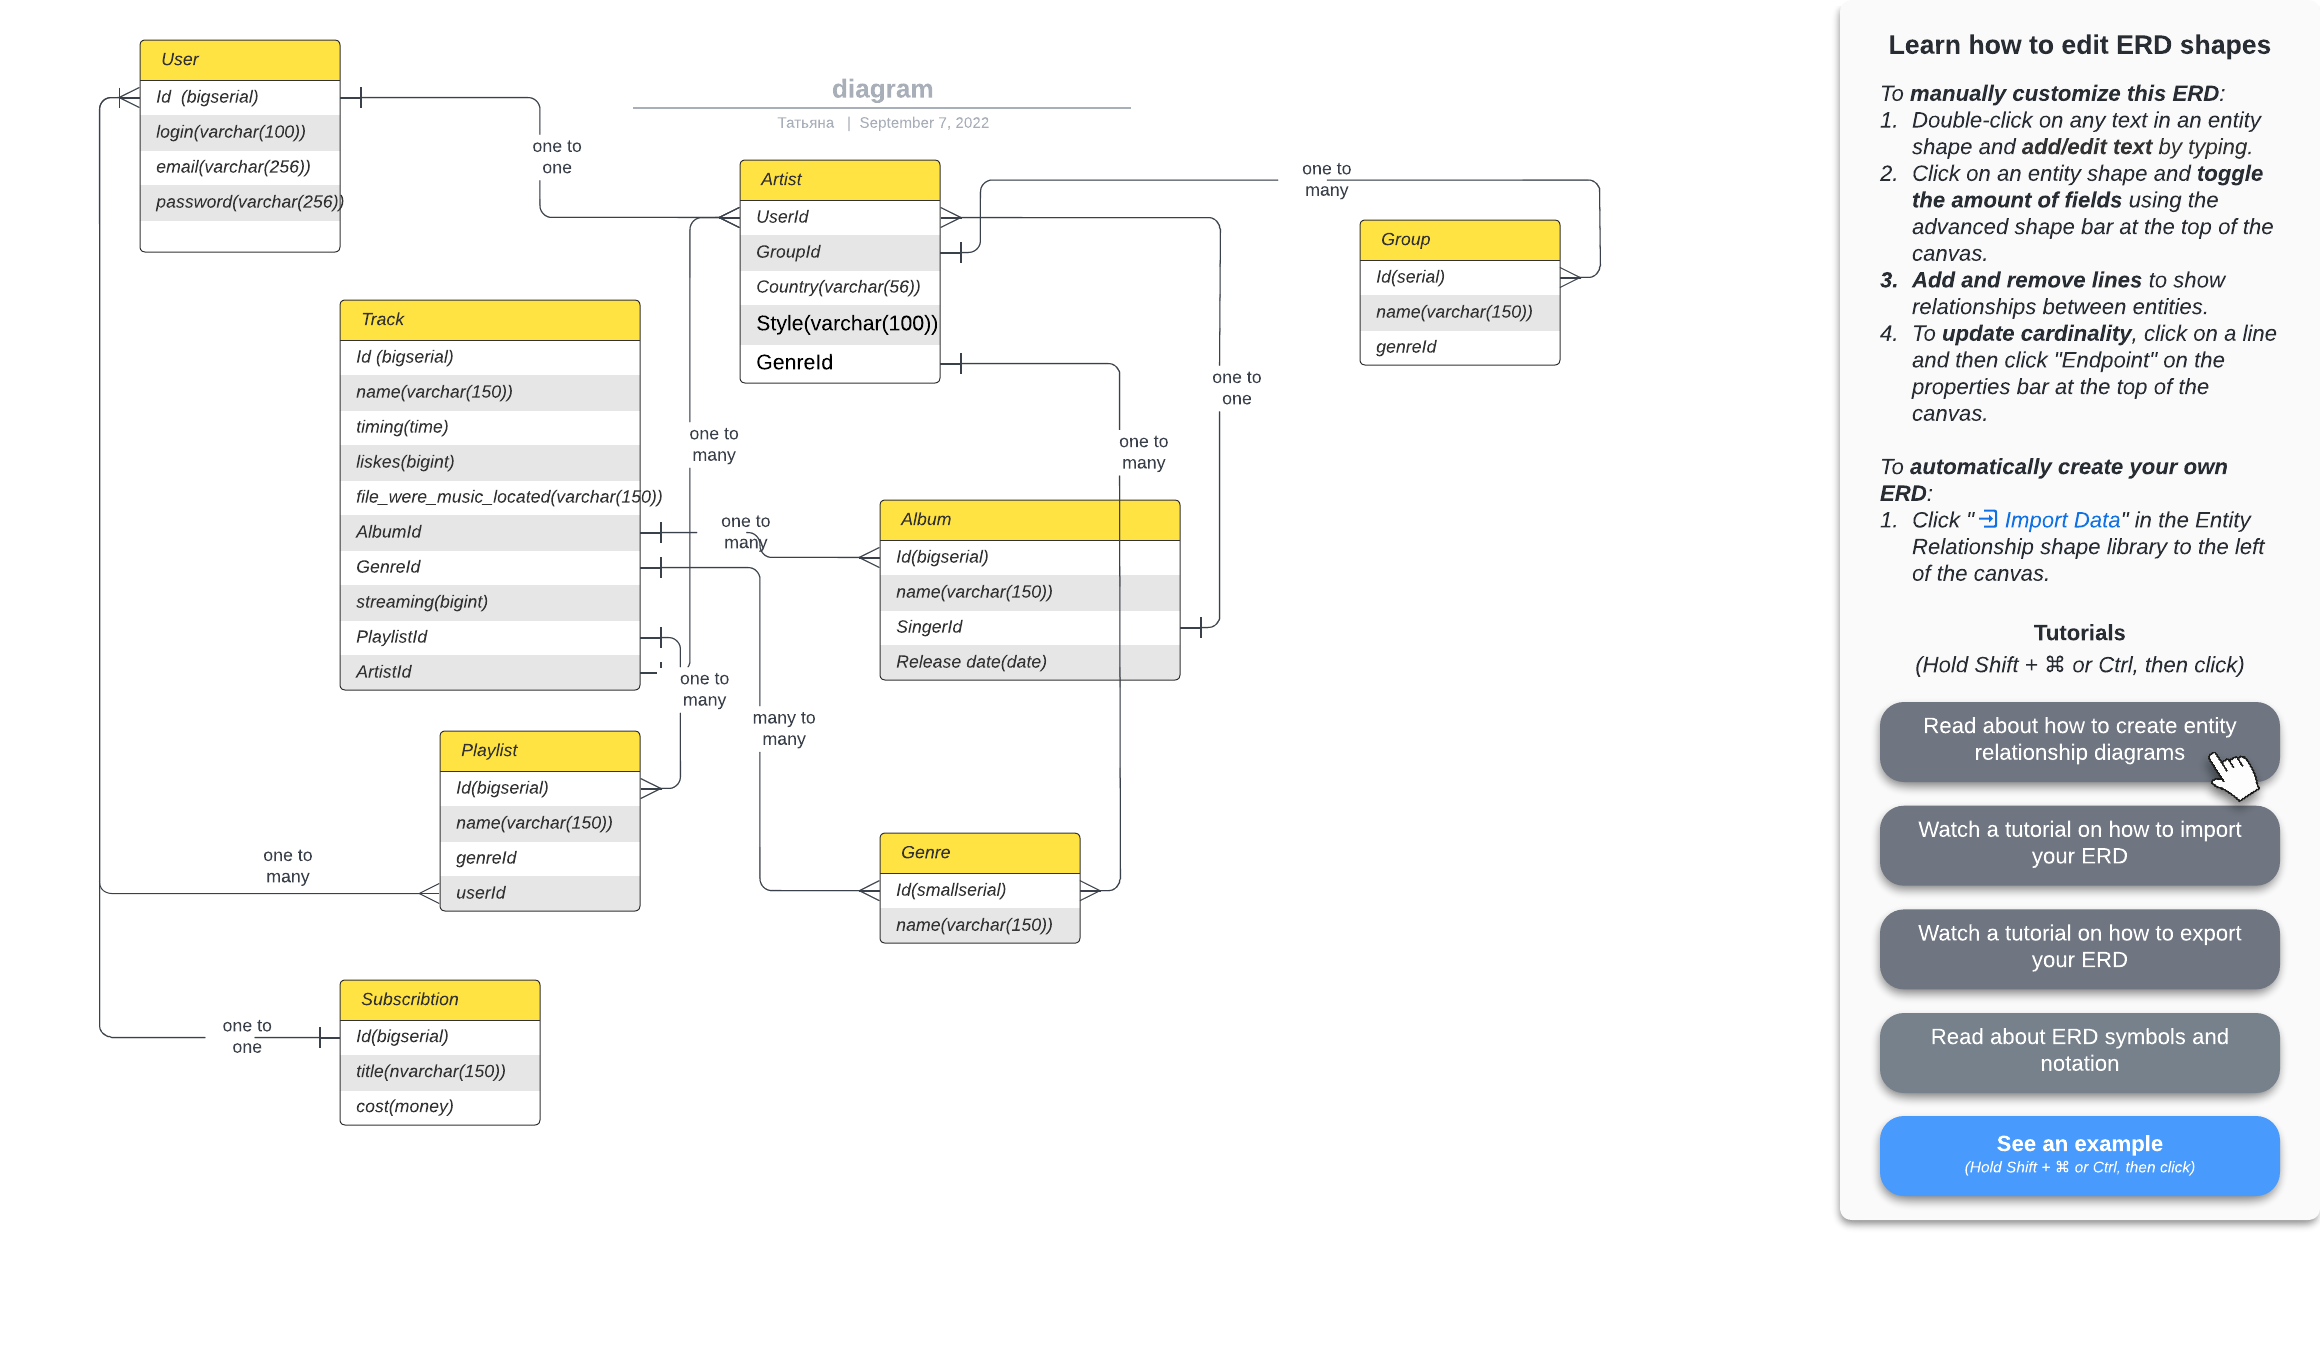 User
Id  (bigserial)
login(varchar(100))
email(varchar(256))
password(varchar(256))
diagram
Татьяна   |  September 7, 2022
one to
one
Artist
UserId
GroupId
Country(varchar(56))
Style(varchar(100))
GenreId
one to
many
Group
Id(serial)
name(varchar(150))
genreId
Track
Id (bigserial)
name(varchar(150))
timing(time)
liskes(bigint)
file_were_music_located(varchar(150))
AlbumId
GenreId
streaming(bigint)
PlaylistId
ArtistId
one to
many
one to
many
one to
one
one to
many
Album
Id(bigserial)
name(varchar(150))
SingerId
Release date(date)
one to
many
many to
many
Playlist
Id(bigserial)
name(varchar(150))
genreId
userId
one to
many
Genre
Id(smallserial)
name(varchar(150))
one to
one
Subscribtion
Id(bigserial)
title(nvarchar(150))
cost(money)
Learn how to edit ERD shapes
To manually customize this ERD:
1. Double-click on any text in an entity
shape and add/edit text by typing.
2. Click on an entity shape and toggle
the amount of fields using the
advanced shape bar at the top of the
canvas.
3. Add and remove lines to show
relationships between entities.
4. To update cardinality, click on a line
and then click "Endpoint" on the
properties bar at the top of the
canvas.
To automatically create your own
ERD:
1. Click " Import Data" in the Entity
Relationship shape library to the left
of the canvas.
Tutorials
(Hold Shift + ⌘ or Ctrl, then click)
Read about how to create entity
relationship diagrams
Watch a tutorial on how to import
your ERD
Watch a tutorial on how to export
your ERD
Read about ERD symbols and
notation
See an example
(Hold Shift + ⌘ or Ctrl, then click)